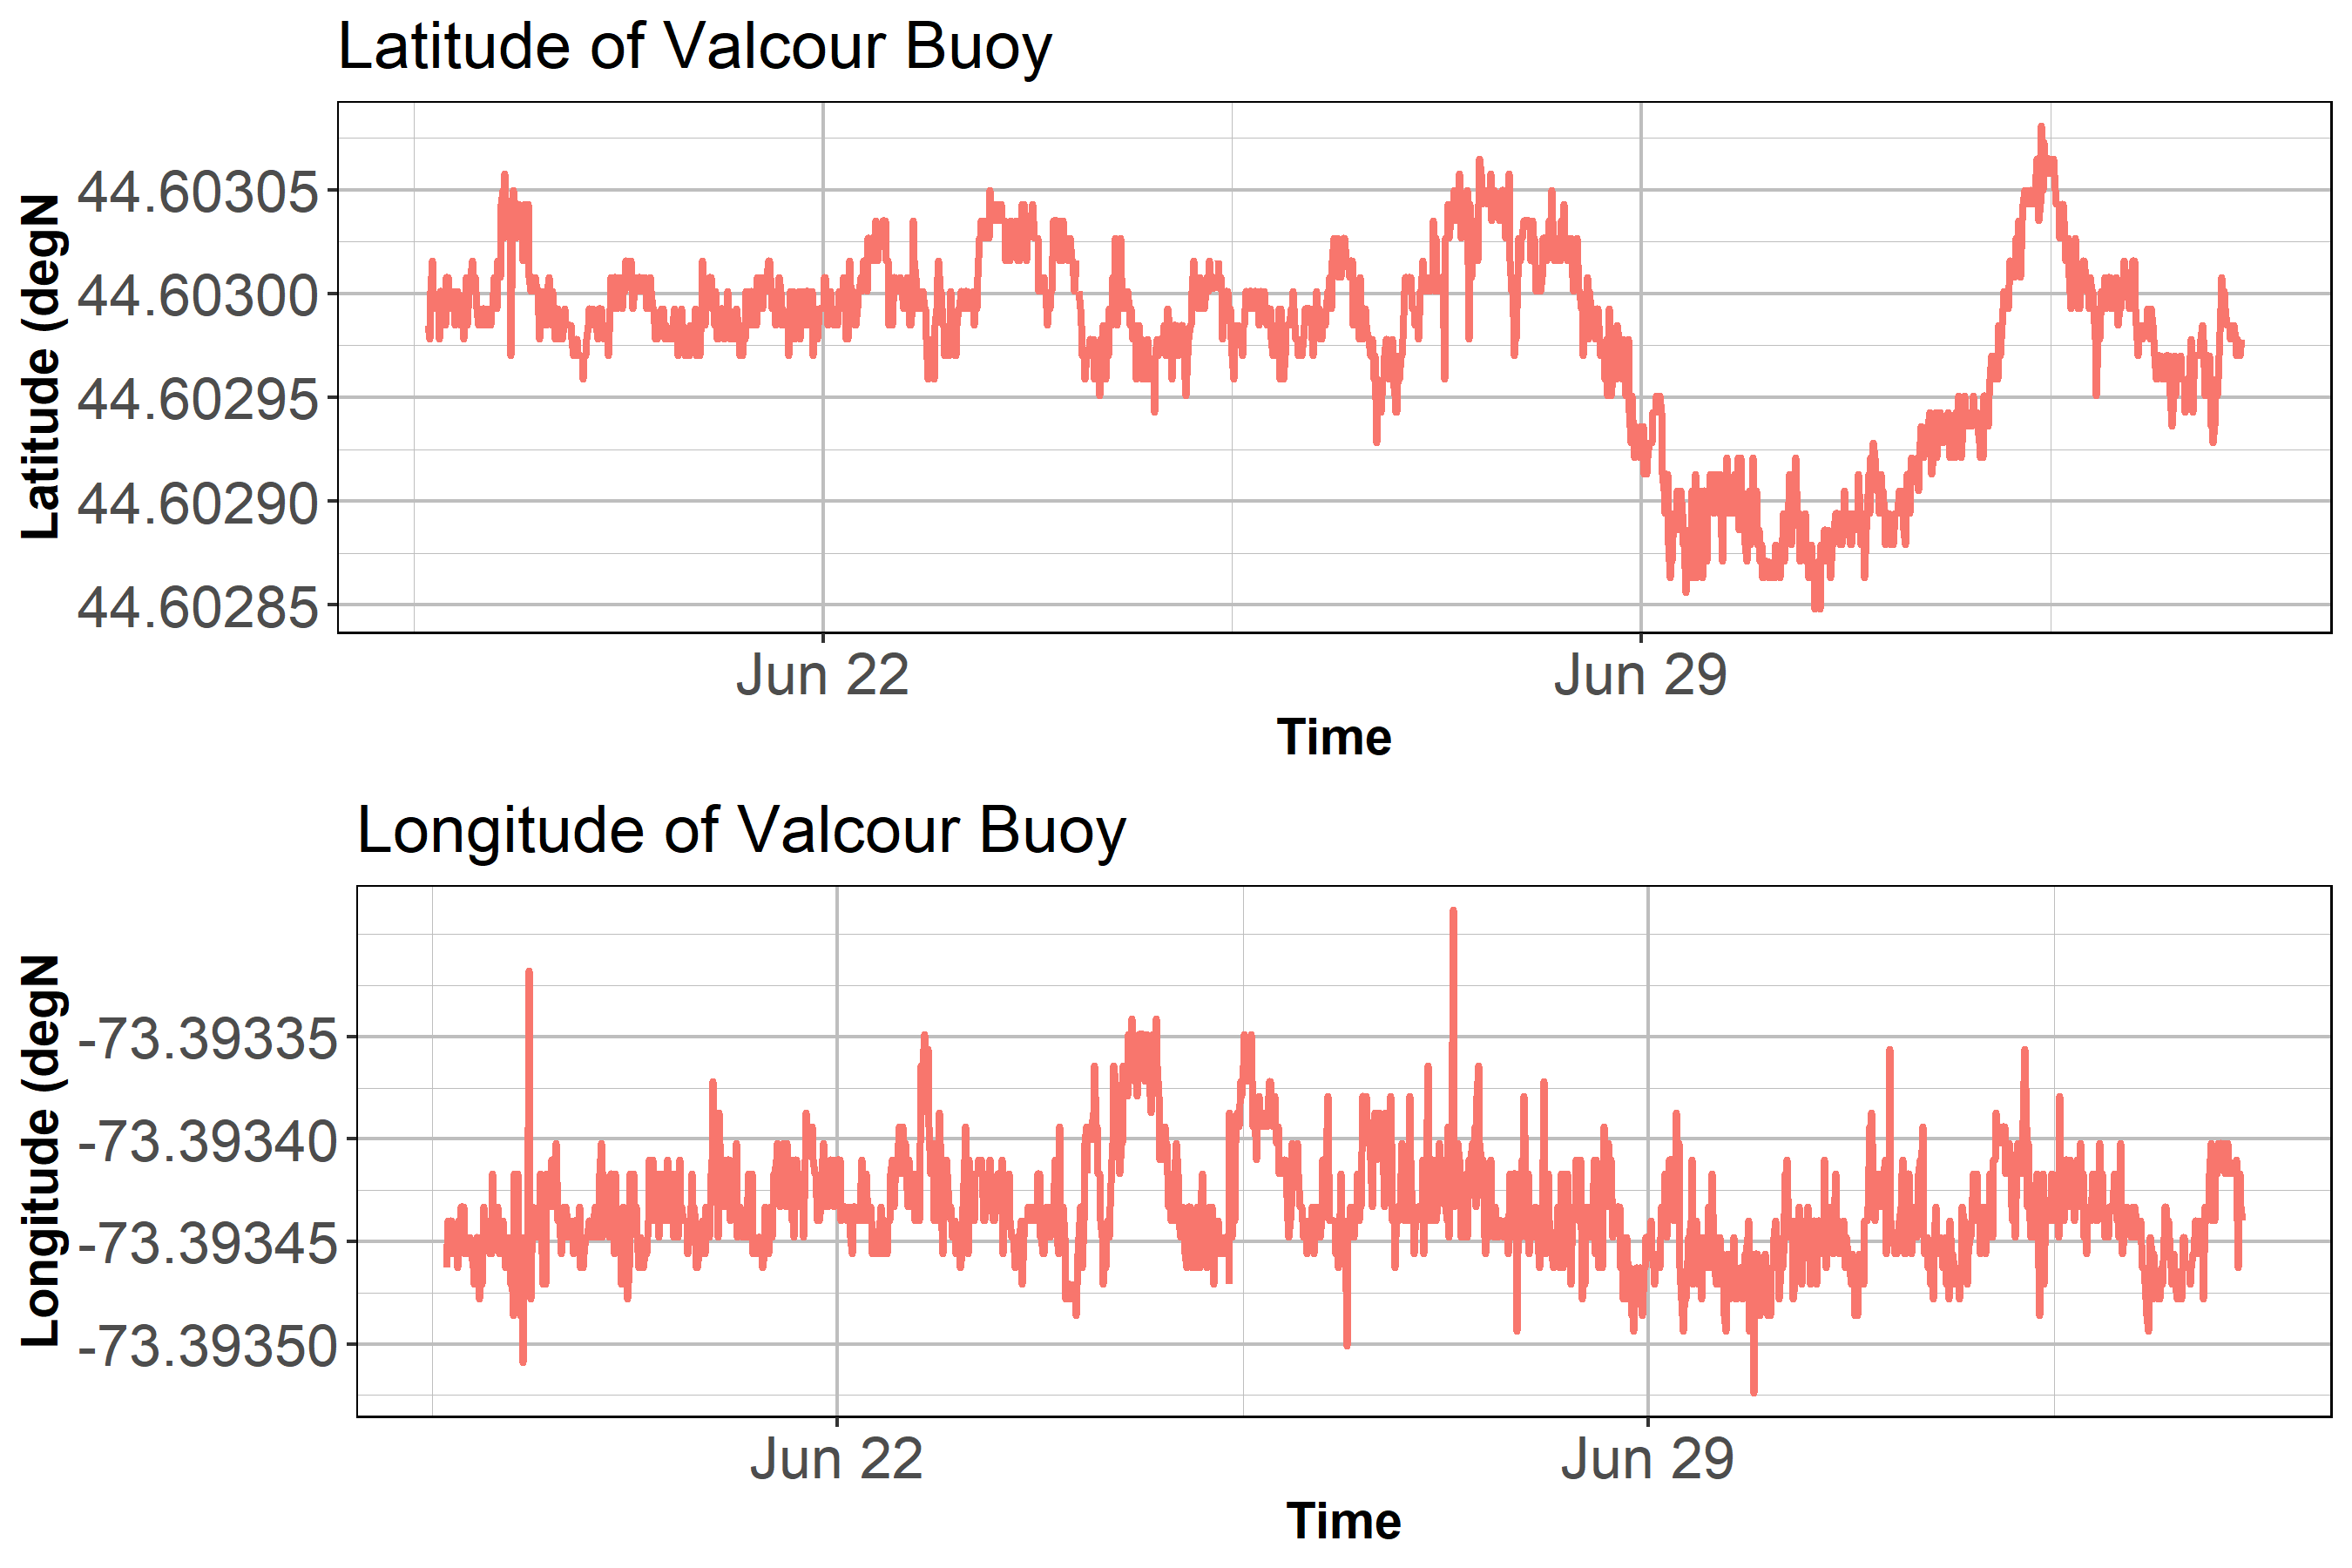 Latitude of Valcour Buoy
Latitude (degN
44.60305
44.60300
44.60295
44.60290
44.60285
Jun 22
Jun 29
Time
Longitude of Valcour Buoy
Longitude (degN
-73.39335
-73.39340
-73.39345
-73.39350
Jun 22
Jun 29
Time